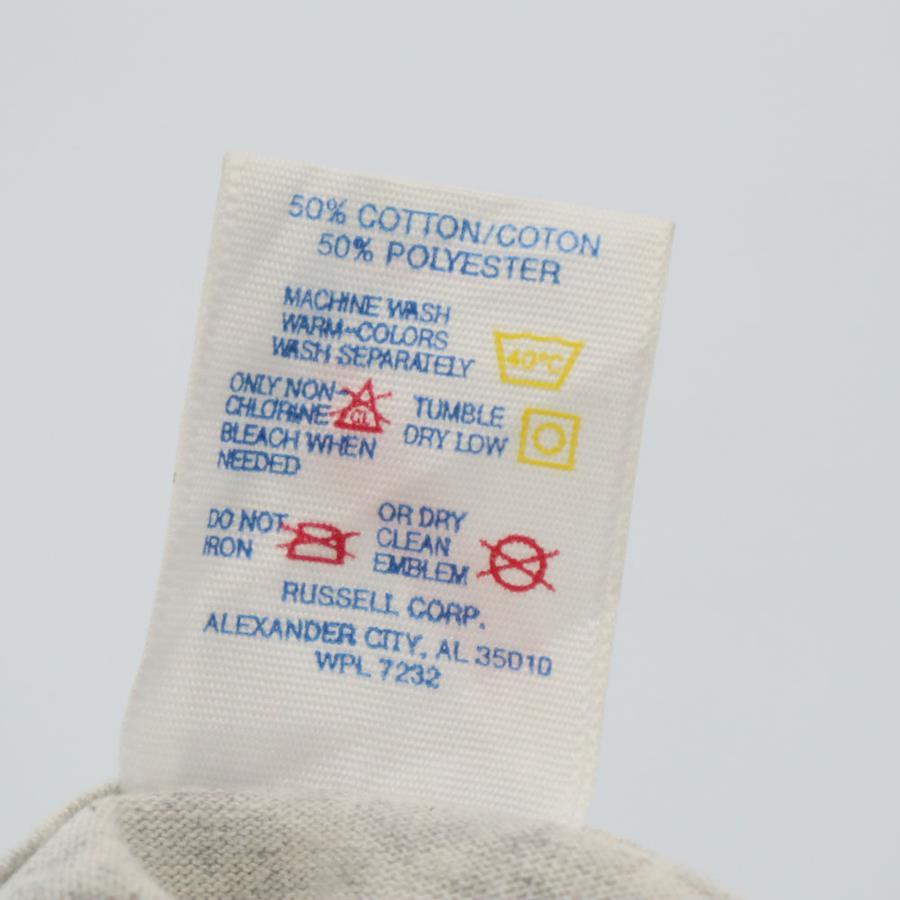 50% COTTON/COTON
50% POLYESTER
MACHINE WASH
WARM-COLORS
WASH SEPARATELY
40°C
ONLY NON-
CHLORINE
BLEACH WHEN
NEEDED
CL
TUMBLE
DRY LOW
DO NOT
IRON
OR DRY
CLEAN
EMBLEM
RUSSELL CORP.
ALEXANDER CITY, AL 35010
WPL 7232